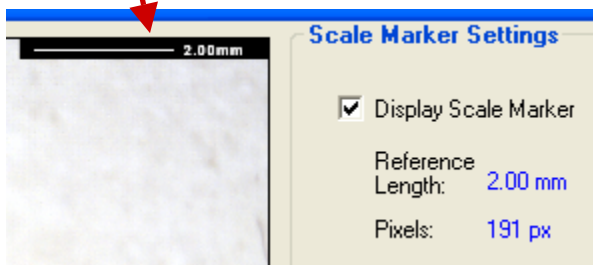 2.00mm
Scale Marker Settings
Display Scale Marker
Reference
Length: 2.00 mm
Pixels: 191 px